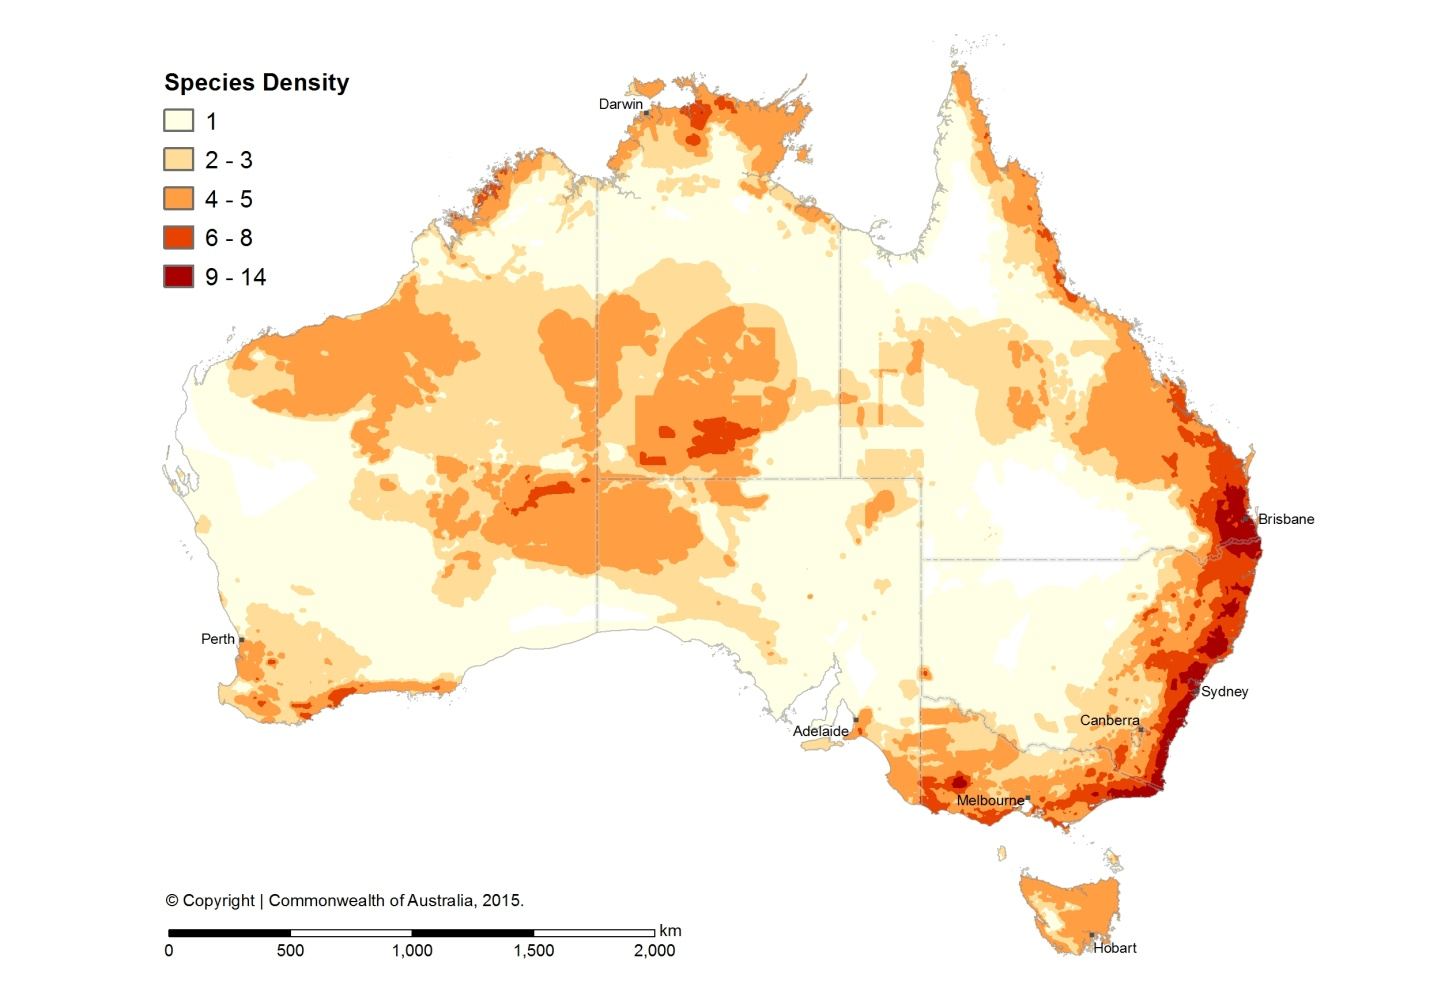 Species Density
1
2 - 3
4 - 5
6 - 8
9 - 14
Darwin
Brisbane
Perth
Sydney
Canberra
Adelaide
Melbourne
Hobart
© Copyright | Commonwealth of Australia, 2015.
km
0 500 1,000 1,500 2,000